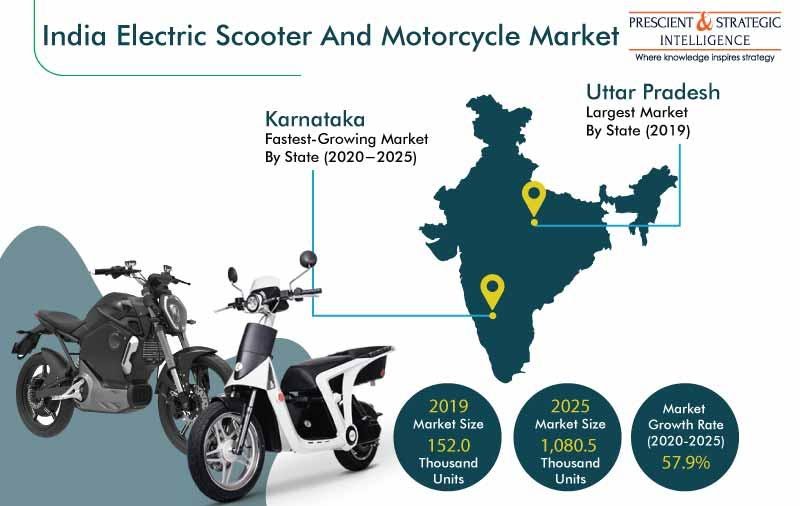 India Electric Scooter And Motorcycle Market
PRESCIENT & STRATEGIC
INTELLIGENCE
Where knowledge inspires strategy
Karnataka
Fastest-Growing Market
By State (2020–2025)
Uttar Pradesh
Largest Market
By State (2019)
2019
Market Size
152.0
Thousand
Units
2025
Market Size
1,080.5
Thousand
Units
Market
Growth Rate
(2020-2025)
57.9%